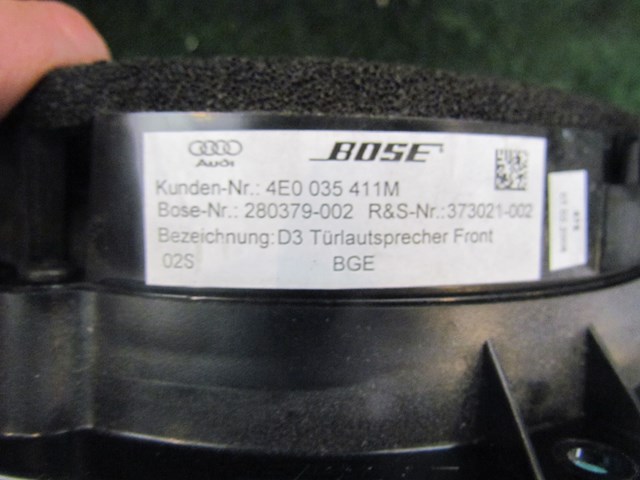 Audi BOSE
Kunden-Nr.: 4E0 035 411M
Bose-Nr.: 280379-002 R&S-Nr.:373021-002
Bezeichnung: D3 Türlautsprecher Front
02S BGE